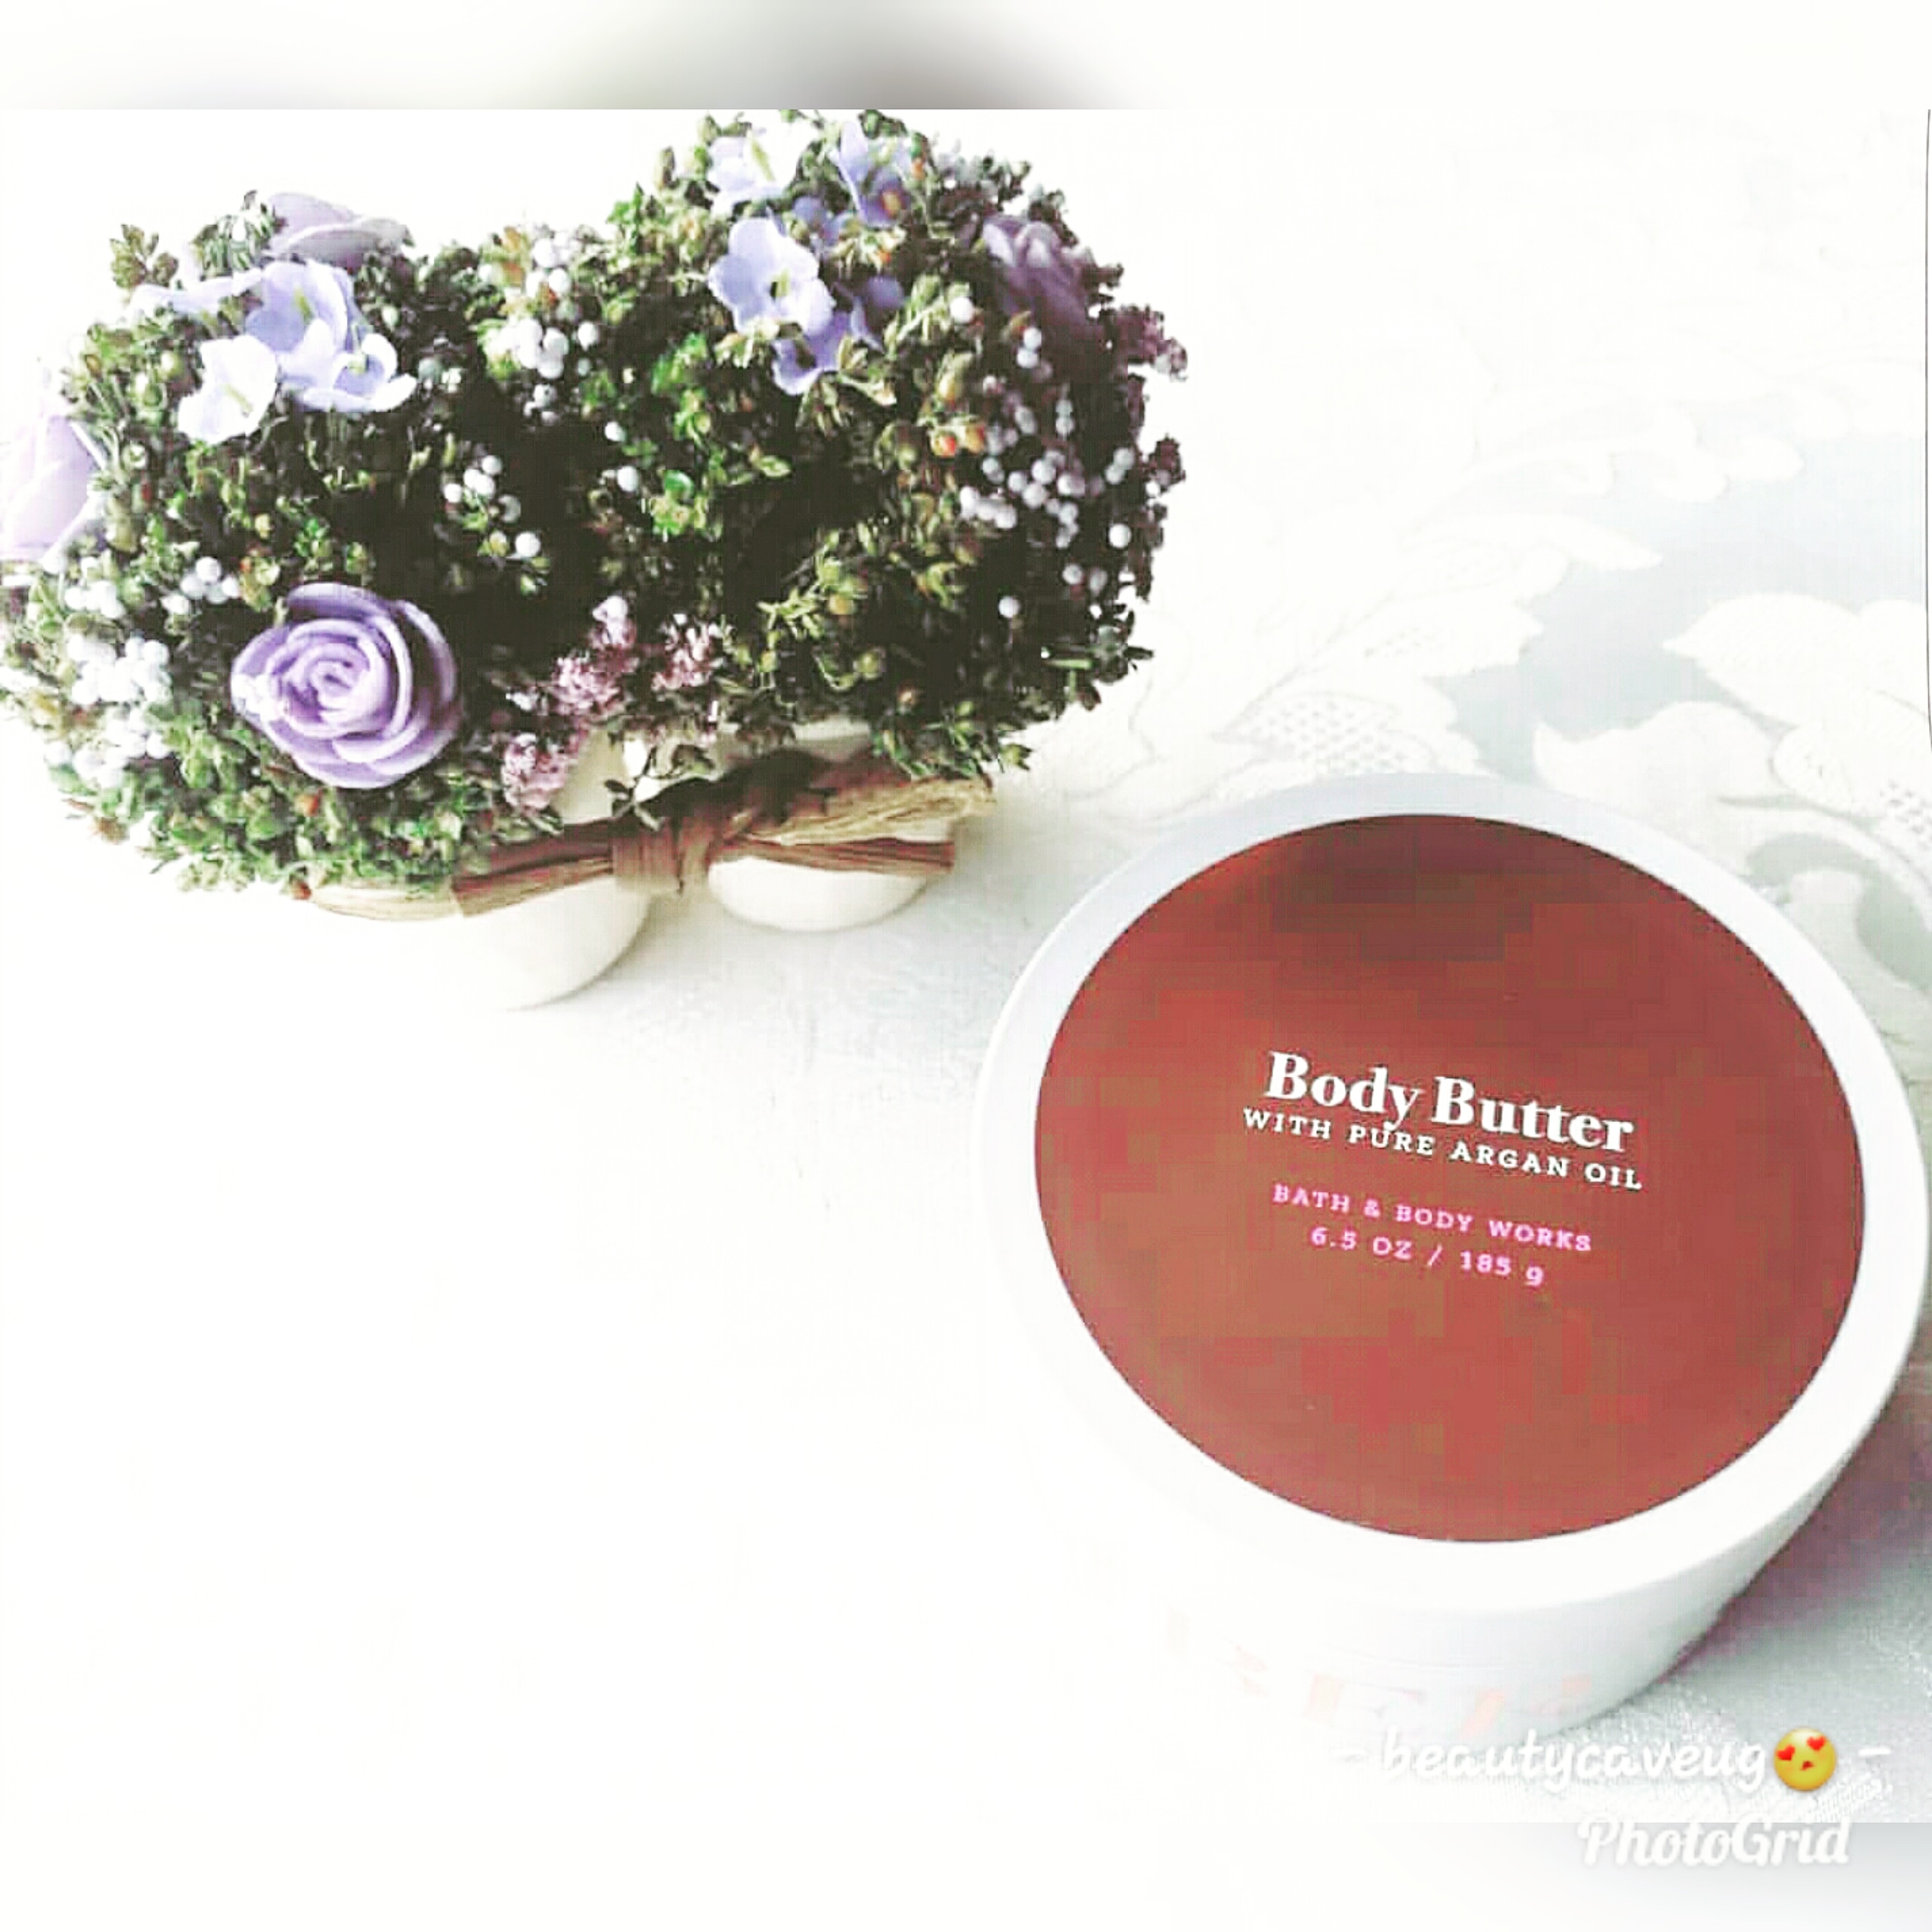 Body Butter
WITH PURE ARGAN OIL
BATH & BODY WORKS
6.5 OZ / 185 g
- beautycaveug😍 -
PhotoGrid